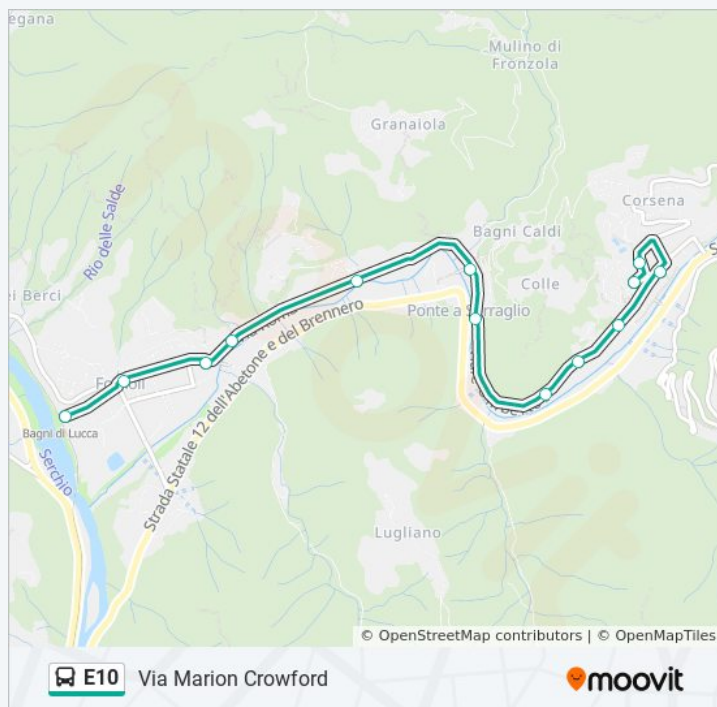 egana
Mulino di
Fronzola
Granaiola
Rio delle Salde
Corsena
Bagni Caldi
ei Berci
Colle
Ponte a Serraglio
Strada Statale 12 dell'Abetone e del Brennero
Bagni di Lucca
Serchio
Lugliano
© OpenStreetMap contributors | © OpenMapTiles
E10 Via Marion Crowford
moovit